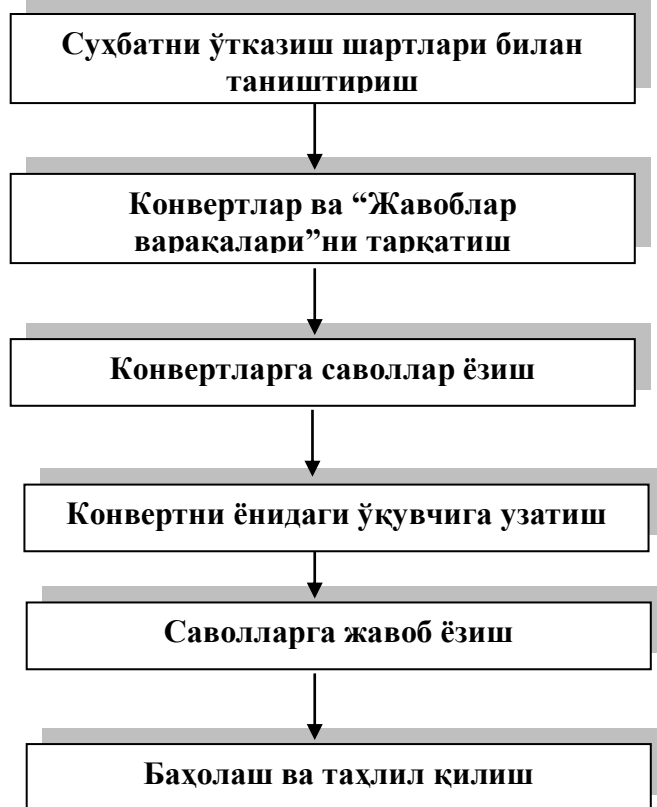 Суҳбатни ўтказиш шартлари билан
таништириш
Конвертлар ва “Жавоблар
варақалари”ни тарқатиш
Конвертларга саволлар ёзиш
Конвертни ёнидаги ўқувчига узатиш
Саволларга жавоб ёзиш
Баҳолаш ва таҳлил қилиш